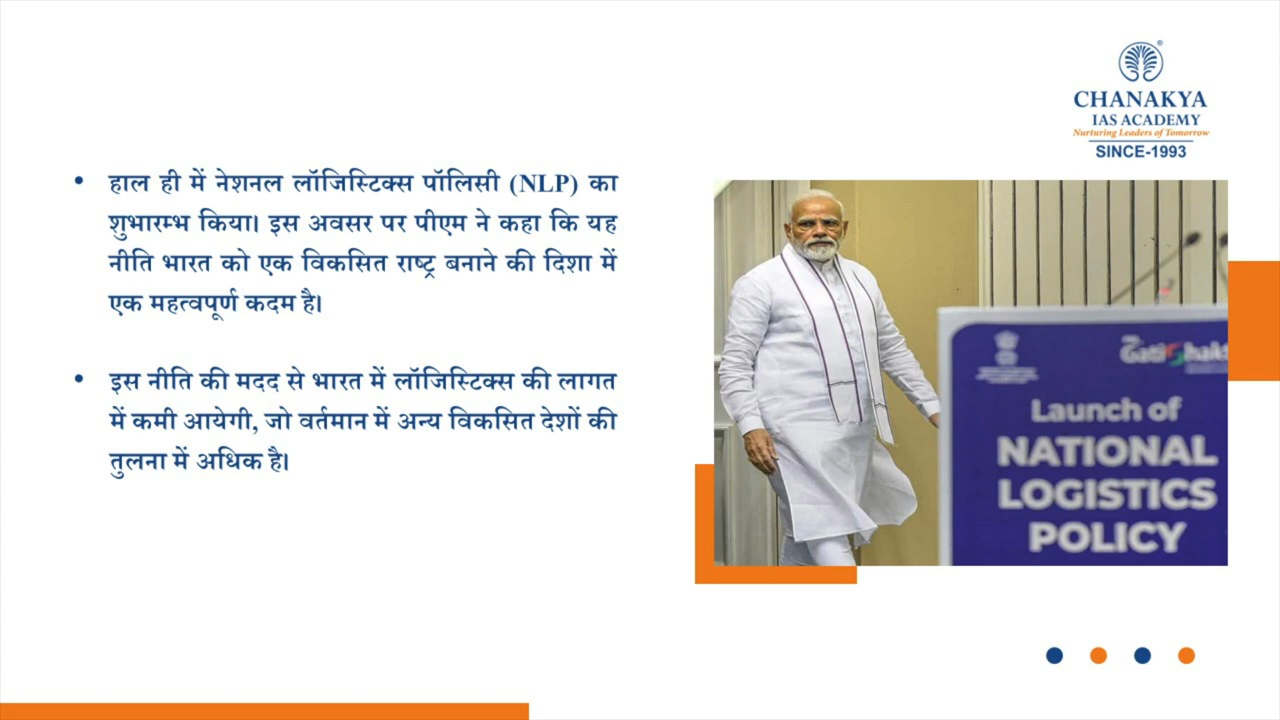 CHANAKYA
IAS ACADEMY
Nurturing Leaders of Tomorrow
SINCE-1993
• हाल ही में नेशनल लॉजिस्टिक्स पॉलिसी (NLP) का
शुभारम्भ किया। इस अवसर पर पीएम ने कहा कि यह
नीति भारत को एक विकसित राष्ट्र बनाने की दिशा में
एक महत्वपूर्ण कदम है।
• इस नीति की मदद से भारत में लॉजिस्टिक्स की लागत
में कमी आयेगी, जो वर्तमान में अन्य विकसित देशों की
तुलना में अधिक है।
Launch of
NATIONAL
LOGISTICS
POLICY